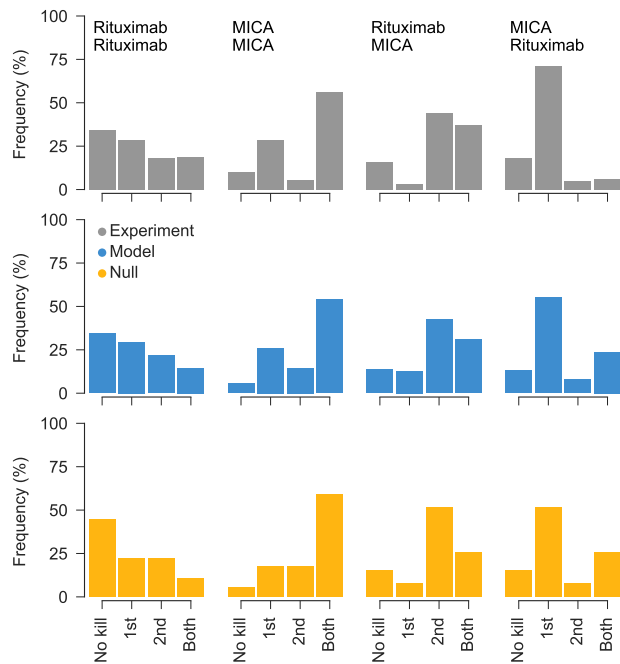 100
75
50
25
0
Frequency (%)
Rituximab
Rituximab
MICA
MICA
Rituximab
MICA
MICA
Rituximab
100
75
50
25
0
Frequency (%)
Experiment
Model
Null
100
75
50
25
0
Frequency (%)
No kill
1st
2nd
Both
No kill
1st
2nd
Both
No kill
1st
2nd
Both
No kill
1st
2nd
Both